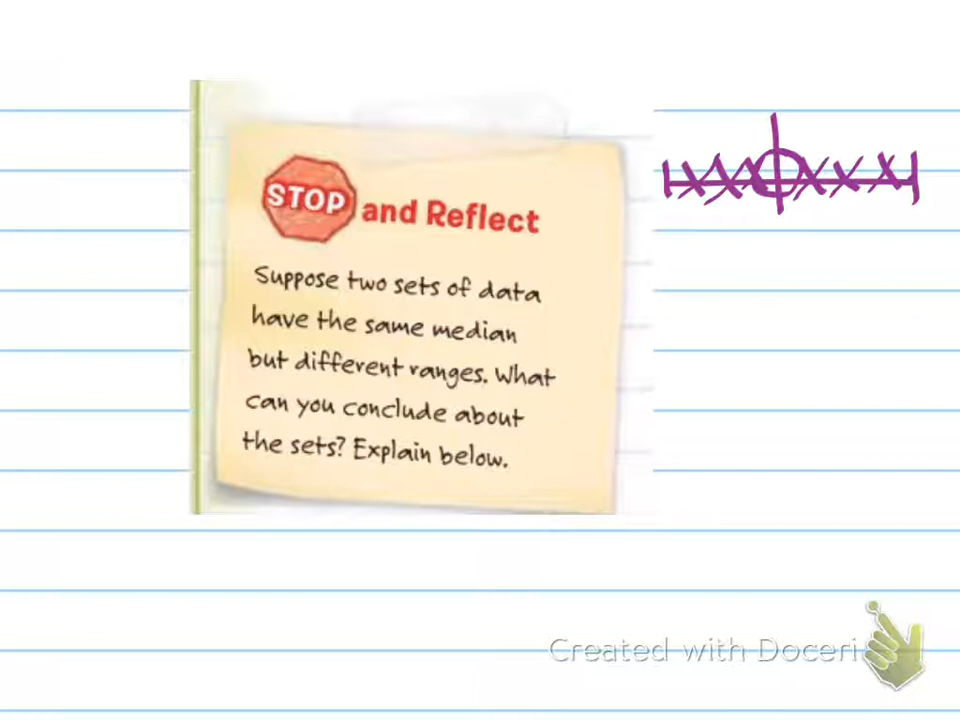 STOP and Reflect
Suppose two sets of data
have the same median
but different ranges. What
can you conclude about
the sets? Explain below.
Created with Doceri